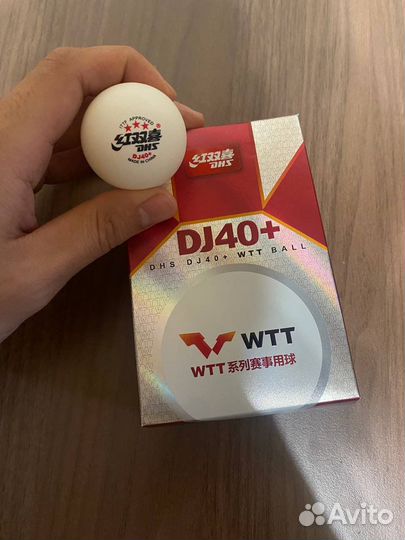 ITTF APPROVED
红双喜
DHS
DJ40+
MADE IN CHINA
红双喜
DHS
DJ40+
DHS DJ40+ WTT BALL
WTT
WTT系列赛事用球
Avito